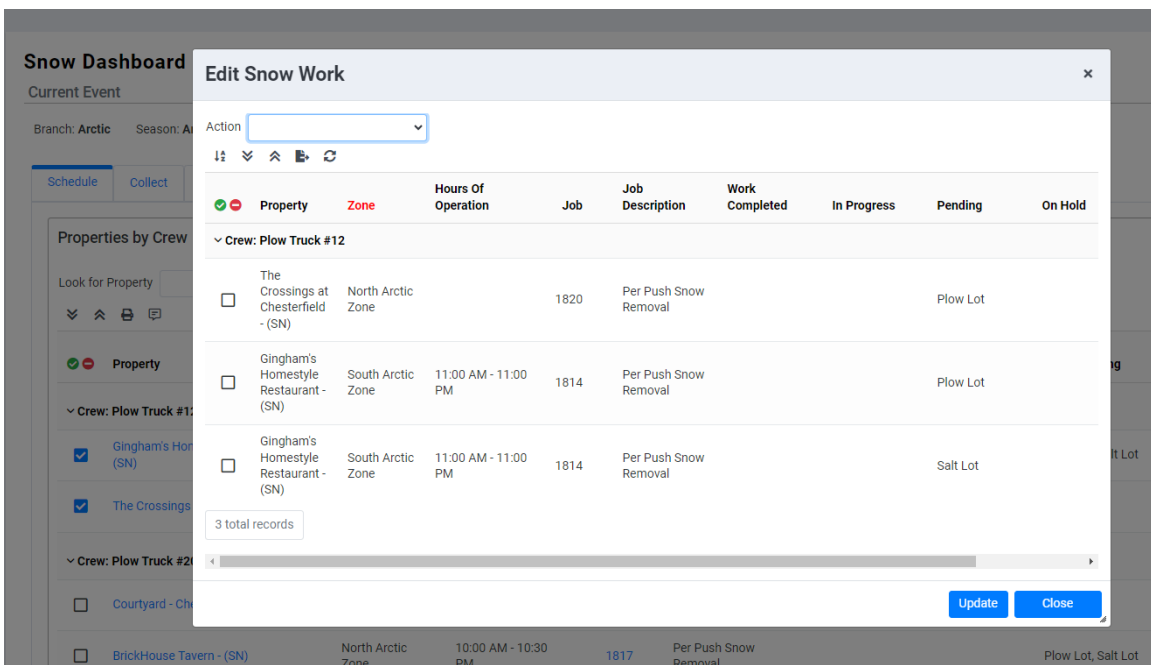 Snow Dashboard
Current Event
Branch: Arctic Season:
Schedule Collect
Properties by Crew
Look for Property
Property
Crew: Plow Truck
Gingham's
(SN)
The Crossings
Crew: Plow Truck
Courtyard -
BrickHouse Tavern - (SN) North Arctic 10:00 AM - 10:30 1817 Per Push Snow Plow Lot, Salt Lot
Zone PM Removal
Lot
Edit Snow Work ×
Action
Property Zone Hours Of Operation Job Job Description Work Completed In Progress Pending On Hold
Crew: Plow Truck #12
The
Crossings at North Arctic Per Push Snow
Chesterfield Zone 1820 Removal Plow Lot
- (SN)
Gingham's
Homestyle South Arctic 11:00 AM - 11:00 Per Push Snow
Restaurant - Zone PM 1814 Removal Plow Lot
(SN)
Gingham's
Homestyle South Arctic 11:00 AM - 11:00 Per Push Snow
Restaurant - Zone PM 1814 Removal Salt Lot
(SN)
3 total records
Update Close